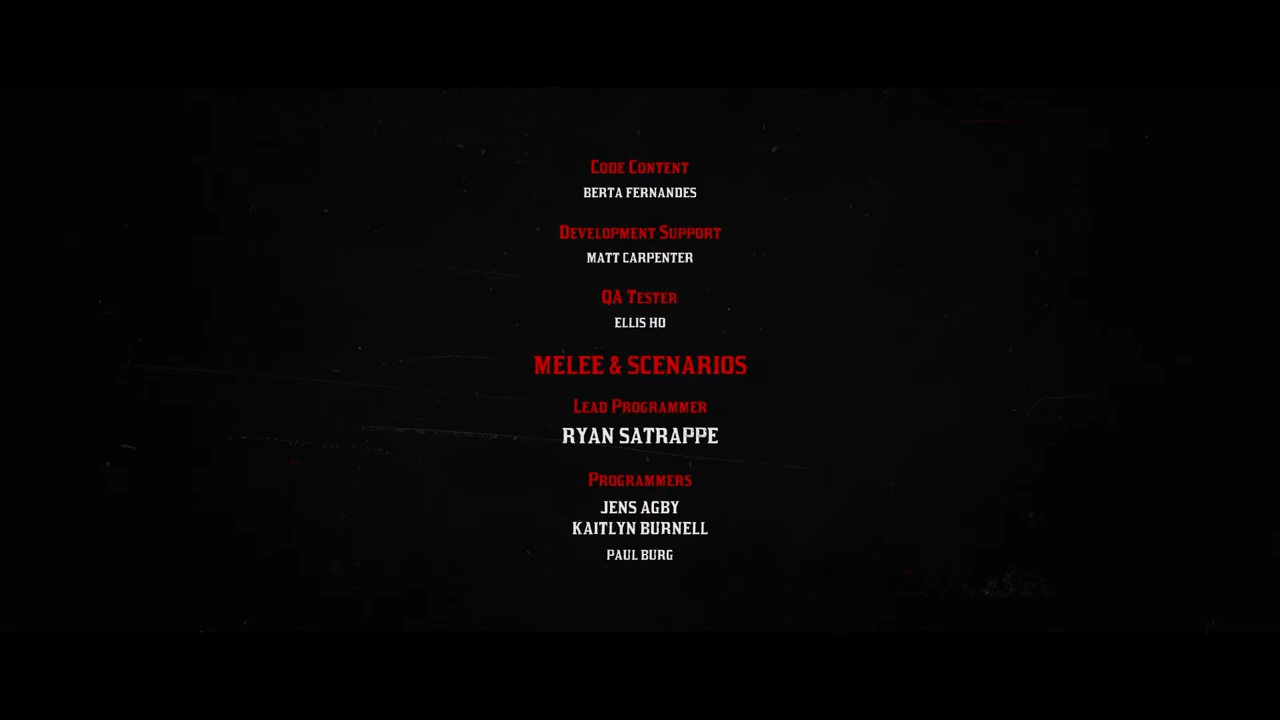 Code Content
BERTA FERNANDES
Development Support
MATT CARPENTER
QA Tester
ELLIS HO
MELEE & SCENARIOS
Lead Programmer
RYAN SATRAPPE
Programmers
JENS AGBY
KAITLYN BURNELL
PAUL BURG